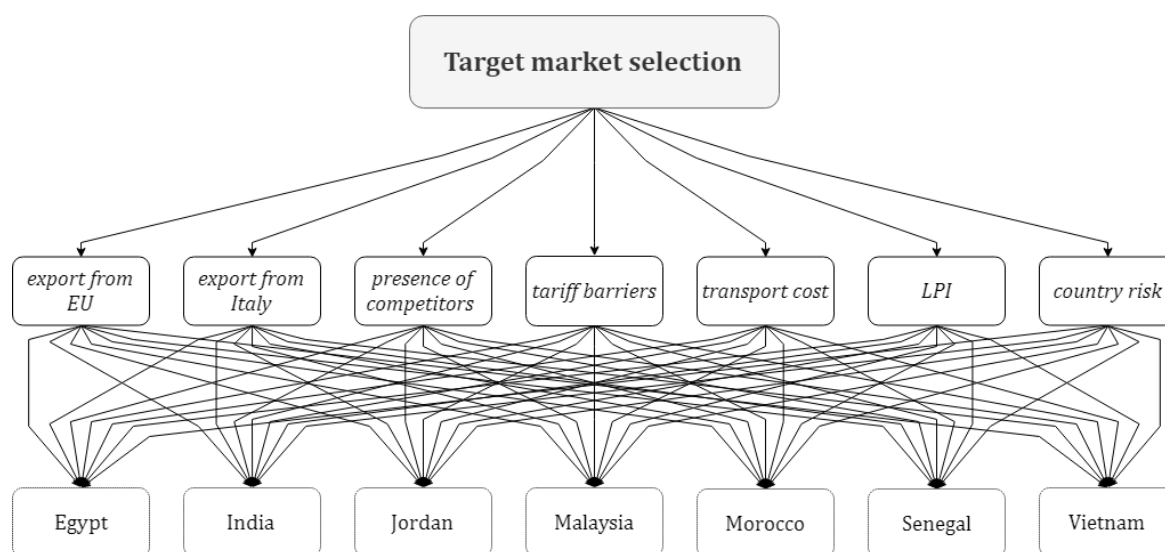 Target market selection
export from
EU
export from
Italy
presence of
competitors
tariff barriers
transport cost
LPI
country risk
Egypt
India
Jordan
Malaysia
Morocco
Senegal
Vietnam